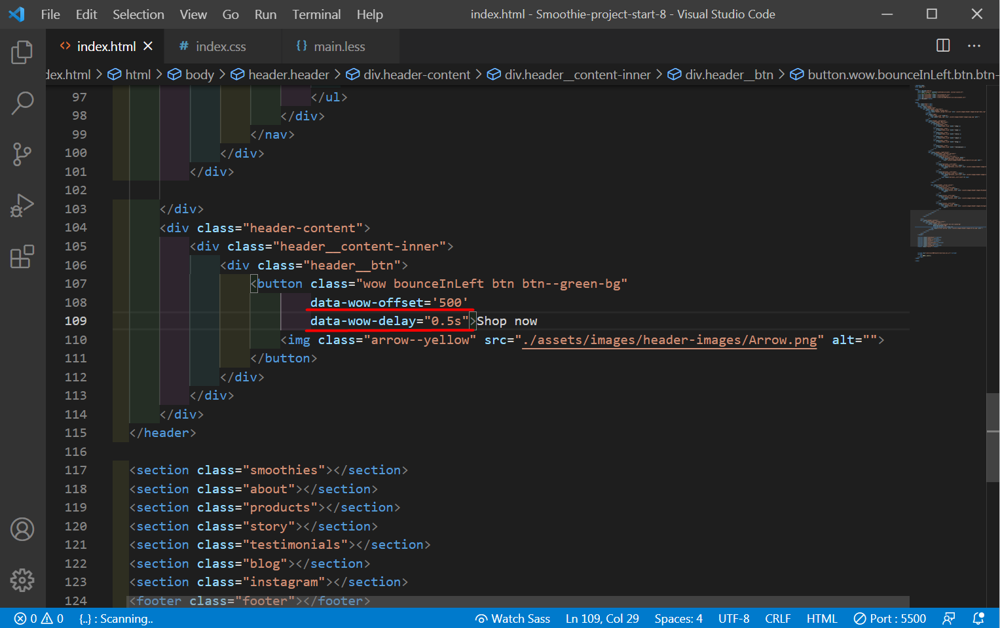 File Edit Selection View Go Run Terminal Help index.html - Smoothie-project-start-8 - Visual Studio Code
index.html index.css main.less
dex.html html body header.header div.header-content div.header__content-inner div.header__btn button.wow.bounceInLeft.btn.btn-
97 </ul>
98 </div>
99 </nav>
100 </div>
101 </div>
102
103 </div>
104 <div class="header-content">
105 <div class="header__content-inner">
106 <div class="header__btn">
107 <button class="wow bounceInLeft btn btn--green-bg"
108 data-wow-offset='500'
109 data-wow-delay="0.5s">Shop now
110 <img class="arrow--yellow" src="./assets/images/header-images/Arrow.png" alt="">
111 </button>
112 </div>
113 </div>
114 </div>
115 </header>
116
117 <section class="smoothies"></section>
118 <section class="about"></section>
119 <section class="products"></section>
120 <section class="story"></section>
121 <section class="testimonials"></section>
122 <section class="blog"></section>
123 <section class="instagram"></section>
124 <footer class="footer"></footer>
0 0 {..} : Scanning.. Watch Sass Ln 109, Col 29 Spaces: 4 UTF-8 CRLF HTML Port : 5500